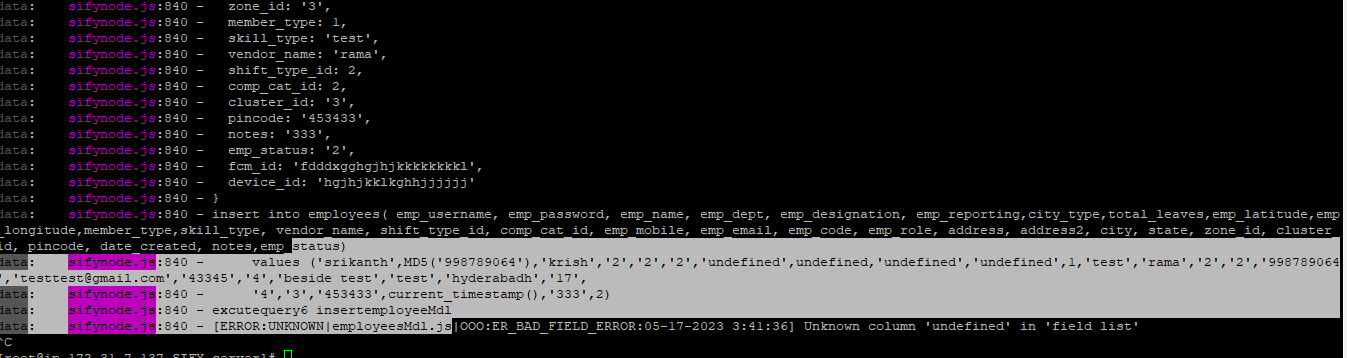 data:    sifynode.js:840 -   zone_id: '3',
data:    sifynode.js:840 -   member_type: 1,
data:    sifynode.js:840 -   skill_type: 'test',
data:    sifynode.js:840 -   vendor_name: 'rama',
data:    sifynode.js:840 -   shift_type_id: 2,
data:    sifynode.js:840 -   comp_cat_id: 2,
data:    sifynode.js:840 -   cluster_id: '3',
data:    sifynode.js:840 -   pincode: '453433',
data:    sifynode.js:840 -   notes: '333',
data:    sifynode.js:840 -   emp_status: '2',
data:    sifynode.js:840 -   fcm_id: 'fdddxgghgjhjkkkkkkkkl',
data:    sifynode.js:840 -   device_id: 'hgjhjkklkghhjjjjjj'
data:    sifynode.js:840 - }
data:    sifynode.js:840 - insert into employees( emp_username, emp_password, emp_name, emp_dept, emp_designation, emp_reporting,city_type,total_leaves,emp_latitude,emp
_longitude,member_type,skill_type, vendor_name, shift_type_id, comp_cat_id, emp_mobile, emp_email, emp_code, emp_role, address, address2, city, state, zone_id, cluster
id, pincode, date_created, notes,emp_status)
data:    sifynode.js:840 -      values ('srikanth',MD5('998789064'),'krish','2','2','2','undefined',undefined,'undefined','undefined',1,'test','rama','2','2','998789064
','testtest@gmail.com','43345','4','beside test','test','hyderabadh','17',
data:    sifynode.js:840 -      '4','3','453433',current_timestamp(),'333',2)
data:    sifynode.js:840 - excutequery6 insertemployeeMdl
data:    sifynode.js:840 - [ERROR:UNKNOWN|employeesMdl.js|OOO:ER_BAD_FIELD_ERROR:05-17-2023 3:41:36] Unknown column 'undefined' in 'field list'
^C
[root@ip-172-31-7-137 SIFY_server]#